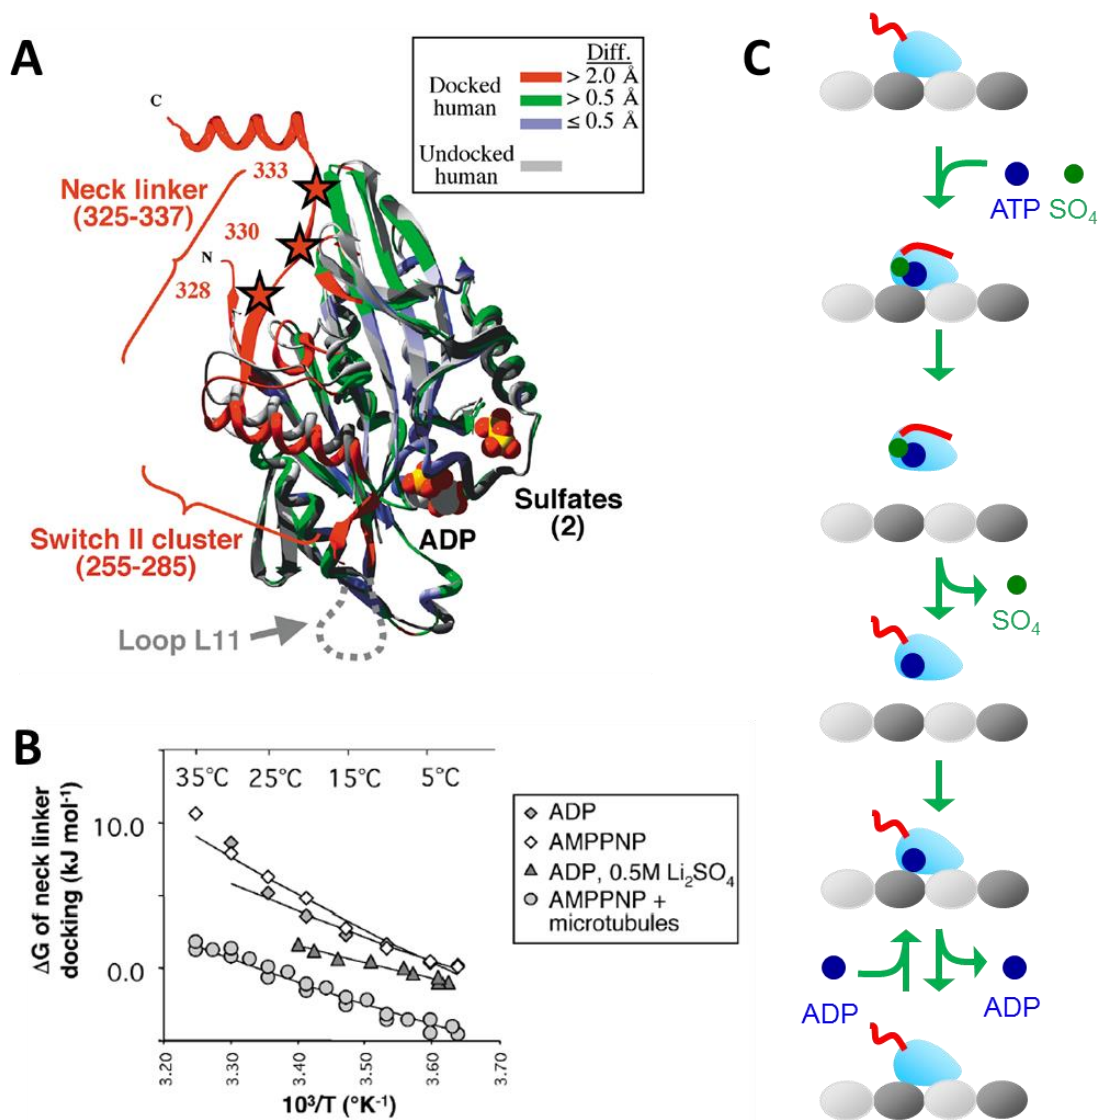 A
Diff.
Docked
human
> 2.0 Å
> 0.5 Å
≤ 0.5 Å
Undocked
human
C
333
Neck linker
(325-337)
330
N
328
Sulfates
(2)
ADP
Switch II cluster
(255-285)
Loop L11
B
35°C 25°C 15°C 5°C
10.0
0.0
ΔG of neck linker
docking (kJ mol-1)
3.20 3.30 3.40 3.50 3.60 3.70
10³/T (°K-1)
ADP
AMPPNP
ADP, 0.5M Li2SO4
AMPPNP +
microtubules
C
ATP SO4
SO4
ADP ADP